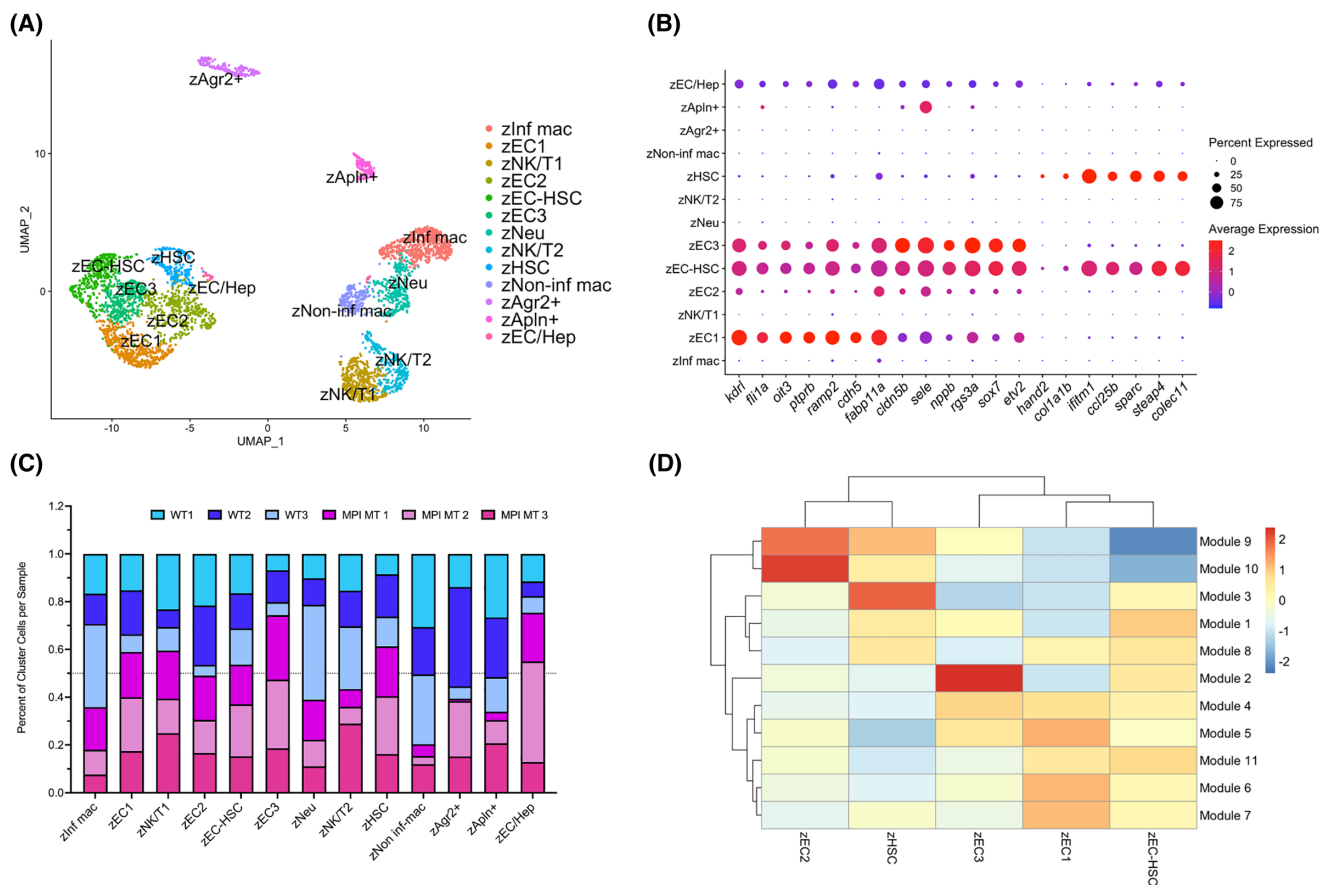 (A)
UMAP_2
10
0
-10
-5
0
5
10
UMAP_1
zAgr2+
zApln+
zInf mac
zEC-HSC
zHSC
zEC3
zEC/Hep
zNeu
zNon-inf mac
zEC2
zEC1
zNK/T2
zNK/T1
zInf mac
zEC1
zNK/T1
zEC2
zEC-HSC
zEC3
zNeu
zNK/T2
zHSC
zNon-inf mac
zAgr2+
zApln+
zEC/Hep
(B)
zEC/Hep
zApln+
zAgr2+
zNon-inf mac
zHSC
zNK/T2
zNeu
zEC3
zEC-HSC
zEC2
zNK/T1
zEC1
zInf mac
kdrl
fli1a
oit3
ptprb
ramp2
cdh5
fabp11a
cldn5b
sele
nppb
rgs3a
sox7
etv2
hand2
col1a1b
ifitm1
ccl25b
sparc
steap4
colec11
Percent Expressed
0
25
50
75
Average Expression
2
1
0
(C)
Percent of Cluster Cells per Sample
1.2
1.0
0.8
0.6
0.4
0.2
0.0
WT1 WT2 WT3 MPI MT 1 MPI MT 2 MPI MT 3
zInf mac
zEC1
zNK/T1
zEC2
zEC-HSC
zEC3
zNeu
zNK/T2
zHSC
zNon inf-mac
zAgr2+
zApln+
zEC/Hep
(D)
Module 9
Module 10
Module 3
Module 1
Module 8
Module 2
Module 4
Module 5
Module 11
Module 6
Module 7
zEC2
zHSC
zEC3
zEC1
zEC-HSC
2
1
0
-1
-2